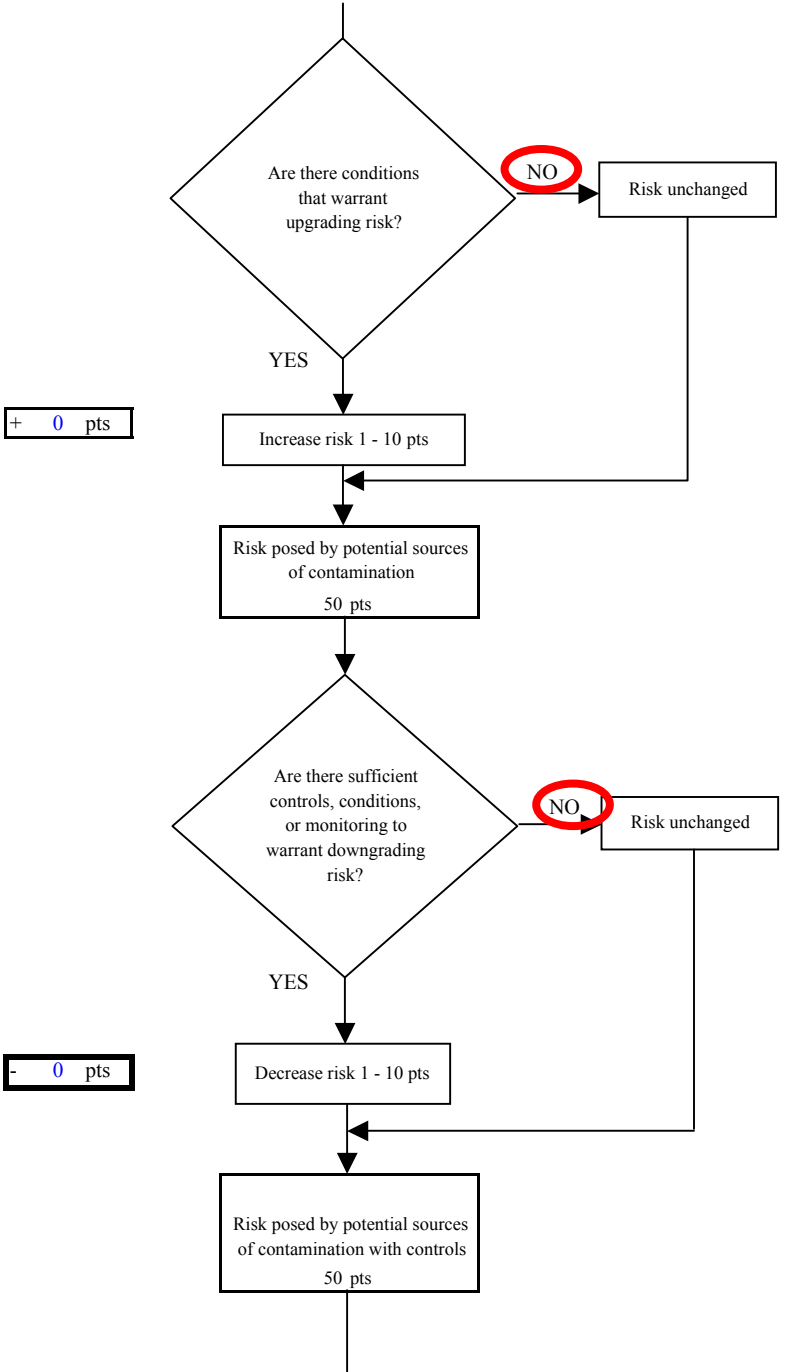 Are there conditions
that warrant
upgrading risk?
NO
Risk unchanged
YES
+ 0 pts
Increase risk 1 - 10 pts
Risk posed by potential sources
of contamination
50 pts
Are there sufficient
controls, conditions,
or monitoring to
warrant downgrading
risk?
NO
Risk unchanged
YES
- 0 pts
Decrease risk 1 - 10 pts
Risk posed by potential sources
of contamination with controls
50 pts